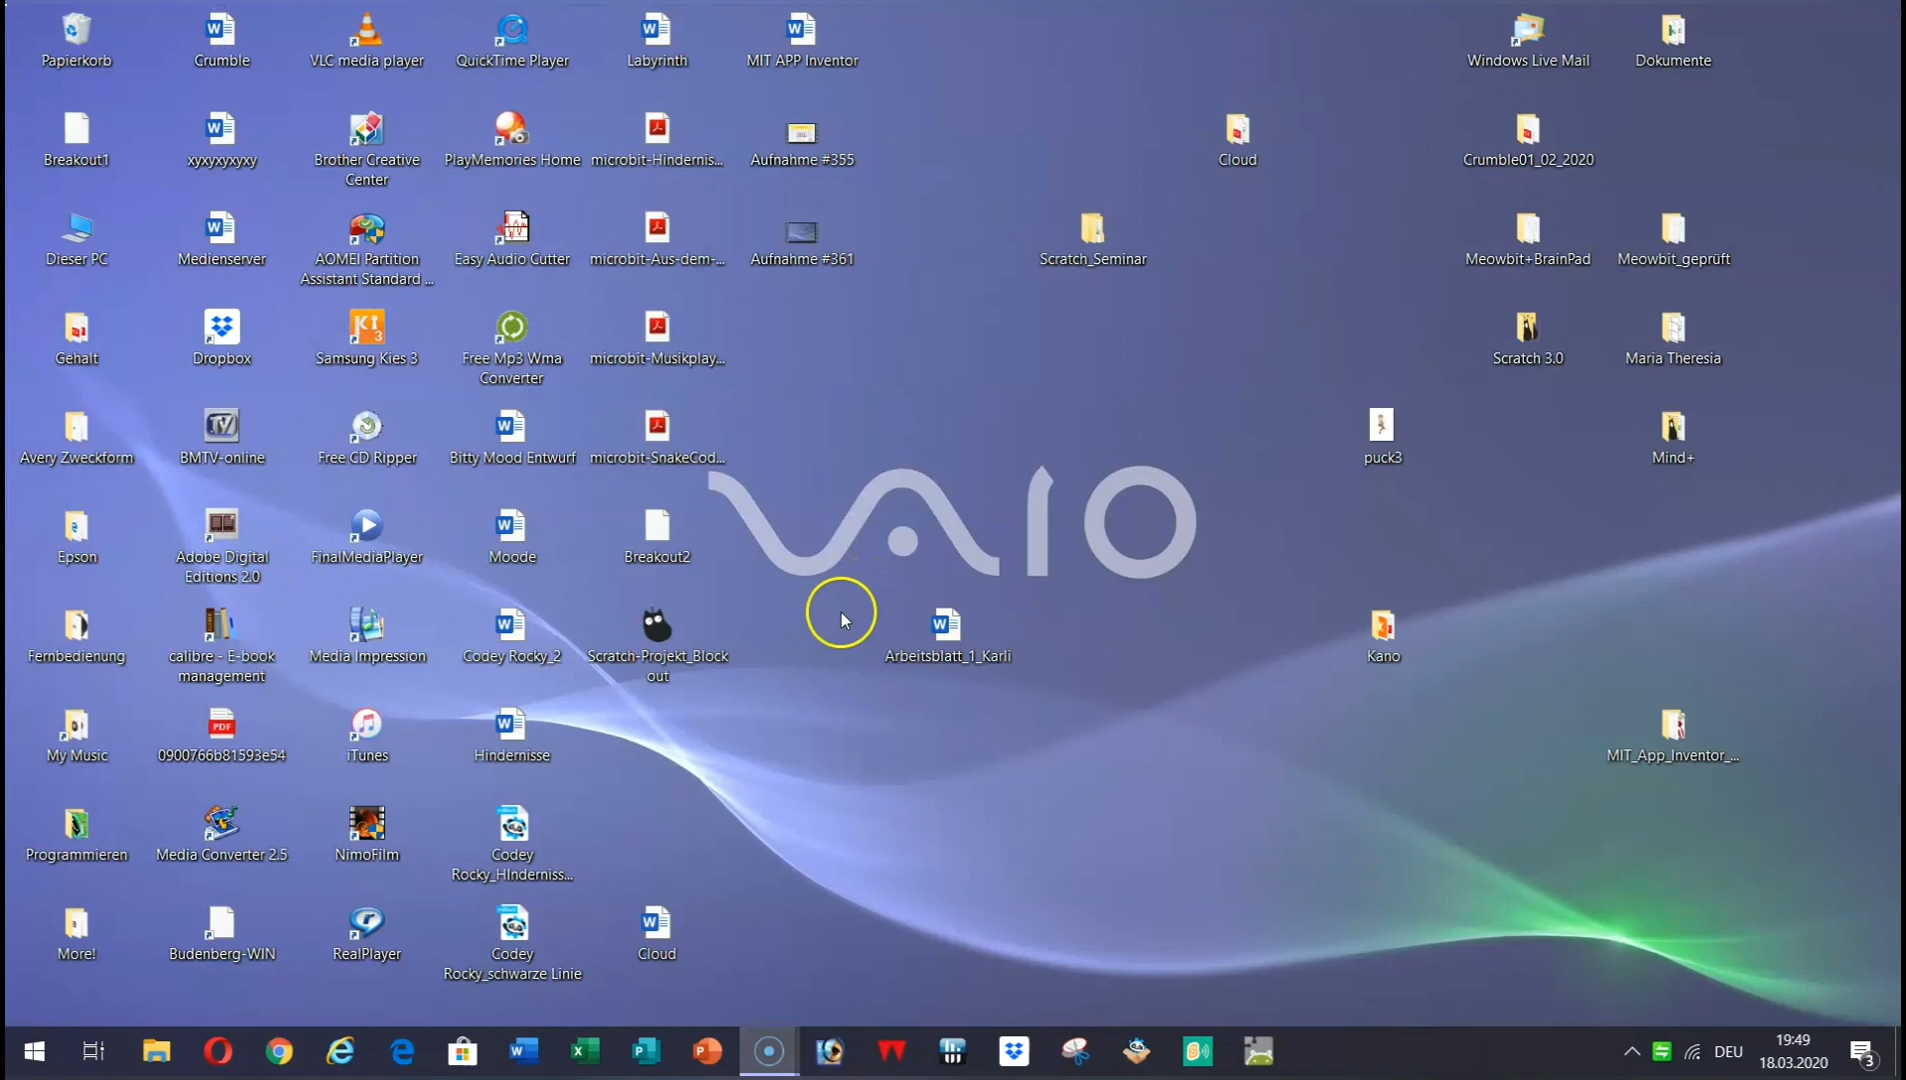 Papierkorb
Crumble
VLC media player
QuickTime Player
Labyrinth
MIT APP Inventor
Windows Live Mail
Dokumente
Breakout1
xyxyxyxyxy
Brother Creative
Center
PlayMemories Home
microbit-Hindernis...
Aufnahme #355
Cloud
Crumble01_02_2020
Dieser PC
Medienserver
AOMEI Partition
Assistant Standard ...
Easy Audio Cutter
microbit-Aus-dem-...
Aufnahme #361
Scratch_Seminar
Meowbit+BrainPad
Meowbit_geprüft
Gehalt
Dropbox
Samsung Kies 3
Free Mp3 Wma
Converter
microbit-Musikplay...
Scratch 3.0
Maria Theresia
Avery Zweckform
BMTV-online
Free CD Ripper
Bitty Mood Entwurf
microbit-SnakeCod...
puck3
Mind+
VAIO
Epson
Adobe Digital
Editions 2.0
FinalMediaPlayer
Moode
Breakout2
Fernbedienung
calibre - E-book
management
Media Impression
Codey Rocky_2
Scratch-Projekt_Block
out
Arbeitsblatt_1_Karli
Kano
My Music
0900766b81593e54
iTunes
Hindernisse
MIT_App_Inventor_...
Programmieren
Media Converter 2.5
NimoFilm
Codey
Rocky_HInderniss...
More!
Budenberg-WIN
RealPlayer
Codey
Rocky_schwarze Linie
Cloud
DEU
19:49
18.03.2020
3